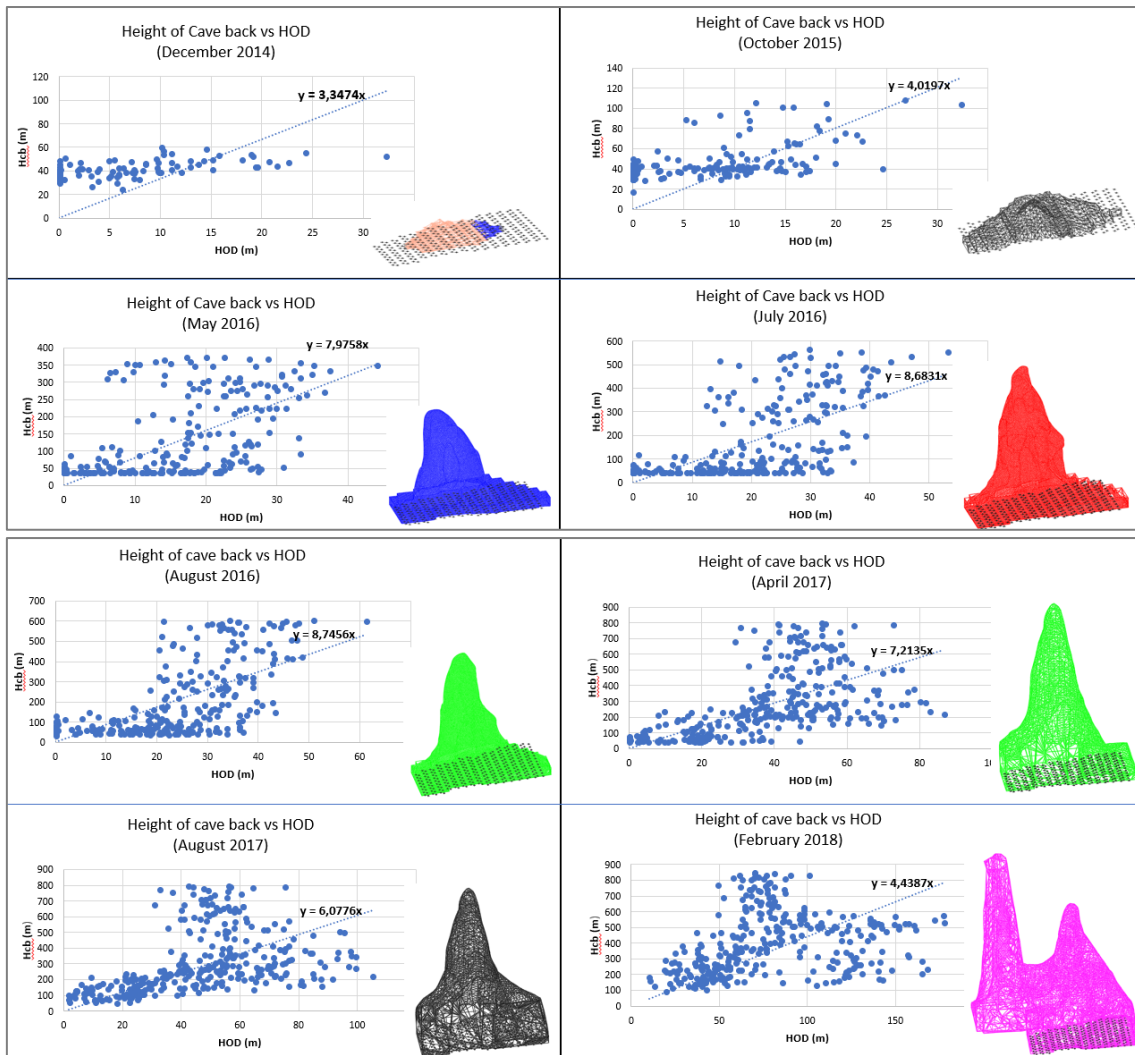 Height of Cave back vs HOD
(December 2014)
y = 3,3474x
120
100
80
60
40
20
0
Hcb (m)
0 5 10 15 20 25 30
HOD (m)
Height of Cave back vs HOD
(October 2015)
y = 4,0197x
140
120
100
80
60
40
20
0
Hcb (m)
0 5 10 15 20 25 30
HOD (m)
Height of Cave back vs HOD
(May 2016)
y = 7,9758x
400
350
300
250
200
150
100
50
0
Hcb (m)
0 10 20 30 40
HOD (m)
Height of Cave back vs HOD
(July 2016)
y = 8,6831x
600
500
400
300
200
100
0
Hcb (m)
0 10 20 30 40 50
HOD (m)
Height of cave back vs HOD
(August 2016)
y = 8,7456x
700
600
500
400
300
200
100
0
Hcb (m)
0 10 20 30 40 50 60
HOD (m)
Height of cave back vs HOD
(April 2017)
y = 7,2135x
900
800
700
600
500
400
300
200
100
0
Hcb (m)
0 20 40 60 80 10
HOD (m)
Height of cave back vs HOD
(August 2017)
y = 6,0776x
900
800
700
600
500
400
300
200
100
0
Hcb (m)
0 20 40 60 80 100
HOD (m)
Height of cave back vs HOD
(February 2018)
y = 4,4387x
900
800
700
600
500
400
300
200
100
0
Hcb (m)
0 50 100 150
HOD (m)